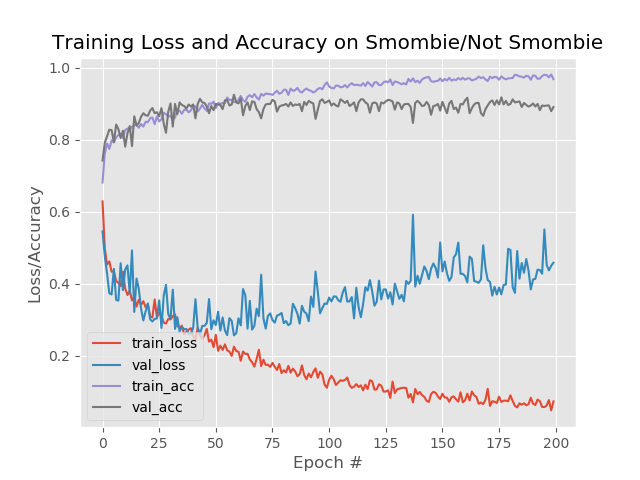 Training Loss and Accuracy on Smombie/Not Smombie
1.0
0.8
0.6
0.4
0.2
Loss/Accuracy
train_loss
val_loss
train_acc
val_acc
0 25 50 75 100 125 150 175 200
Epoch #